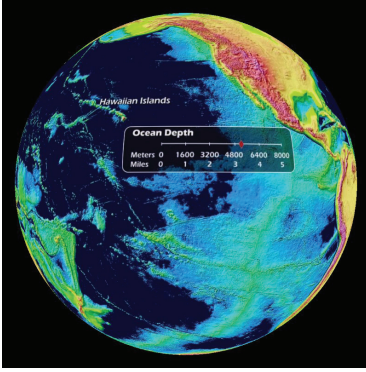 Hawaiian Islands
Ocean Depth
Meters 0 1600 3200 4800 6400 8000
Miles 0 1 2 3 4 5